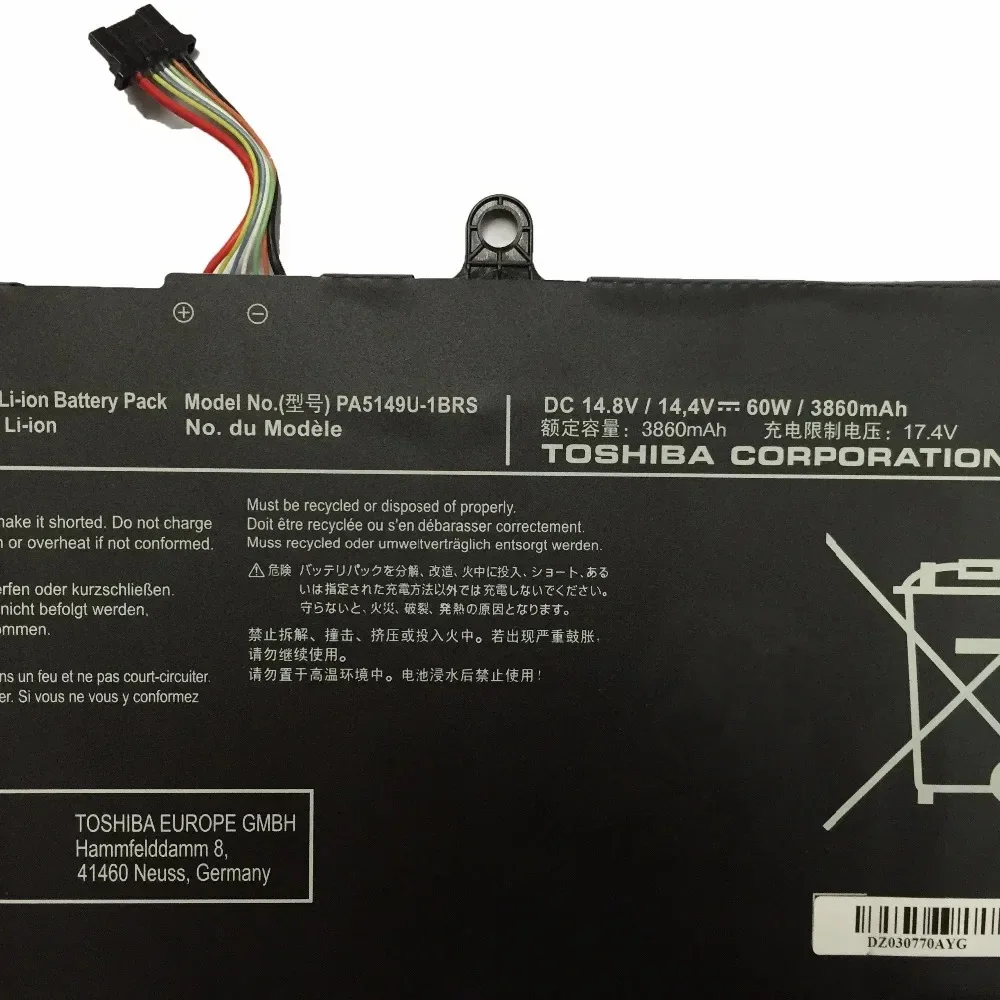 ⊕ ⊖
Li-ion Battery Pack
Li-ion
Model No.(型号) PA5149U-1BRS
No. du Modèle
DC 14.8V / 14,4V⎓ 60W / 3860mAh
额定容量：3860mAh 充电限制电压：17.4V
TOSHIBA CORPORATION
make it shorted. Do not charge
or overheat if not conformed.
erfen oder kurzschließen.
nicht befolgt werden,
ommen.
ns un feu et ne pas court-circuiter.
er. Si vous ne vous y conformez
Must be recycled or disposed of properly.
Doit être recyclée ou s'en débarasser correctement.
Muss recycled oder umweltverträglich entsorgt werden.
⚠危険 バッテリパックを分解、改造、火中に投入、ショート、ある
いは指定された充電方法以外では充電しないでください。
守らないと、火災、破裂、発熱の原因となります。
禁止拆解、撞击、挤压或投入火中。若出现严重鼓胀，
请勿继续使用。
请勿置于高温环境中。电池浸水后禁止使用！
TOSHIBA EUROPE GMBH
Hammfelddamm 8,
41460 Neuss, Germany
DZ030770AYG